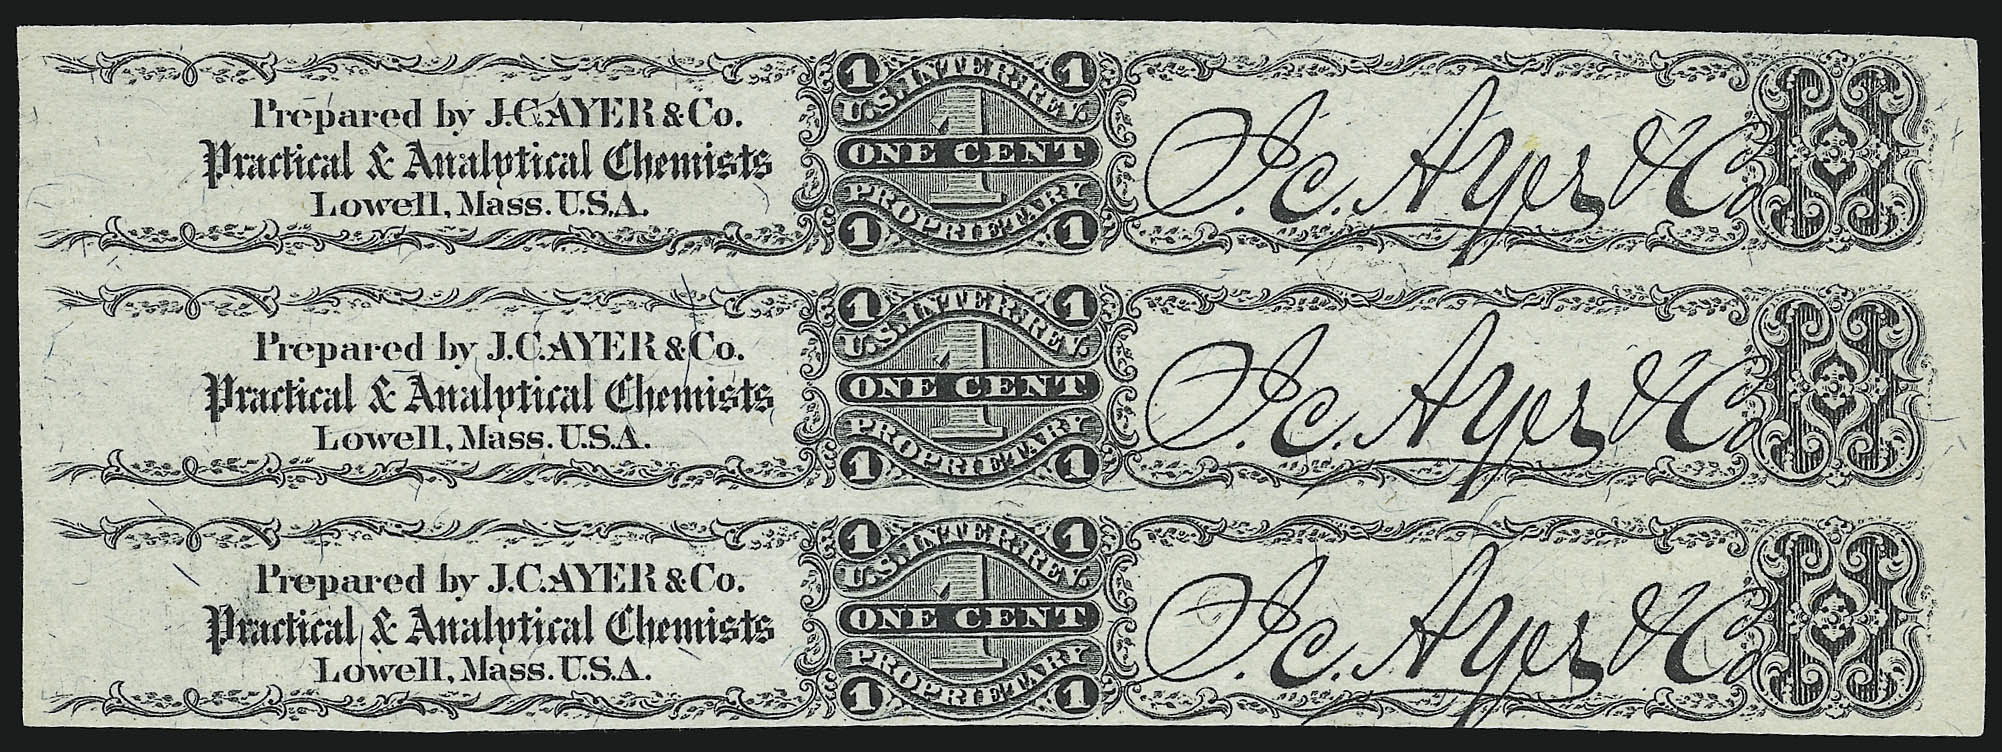 Prepared by J.C.AYER & Co.
Practical & Analytical Chemists
Lowell, Mass. U.S.A.
1 1
U.S. INTER. REV.
1
ONE CENT
PROPRIETARY
1 1
J.C. Ayer & Co
Prepared by J.C.AYER & Co.
Practical & Analytical Chemists
Lowell, Mass. U.S.A.
1 1
U.S. INTER. REV.
1
ONE CENT
PROPRIETARY
1 1
J.C. Ayer & Co
Prepared by J.C.AYER & Co.
Practical & Analytical Chemists
Lowell, Mass. U.S.A.
1 1
U.S. INTER. REV.
1
ONE CENT
PROPRIETARY
1 1
J.C. Ayer & Co